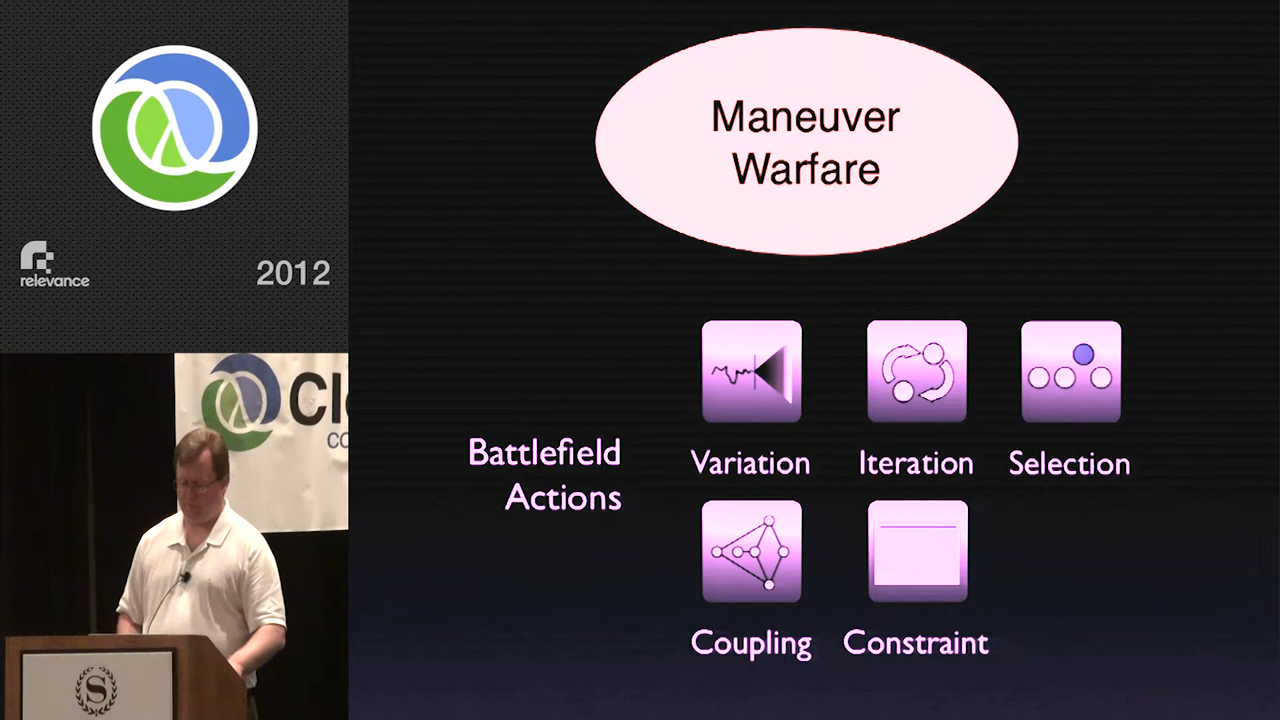 relevance
2012
Maneuver
Warfare
Battlefield
Actions
Variation
Iteration
Selection
Coupling
Constraint
S